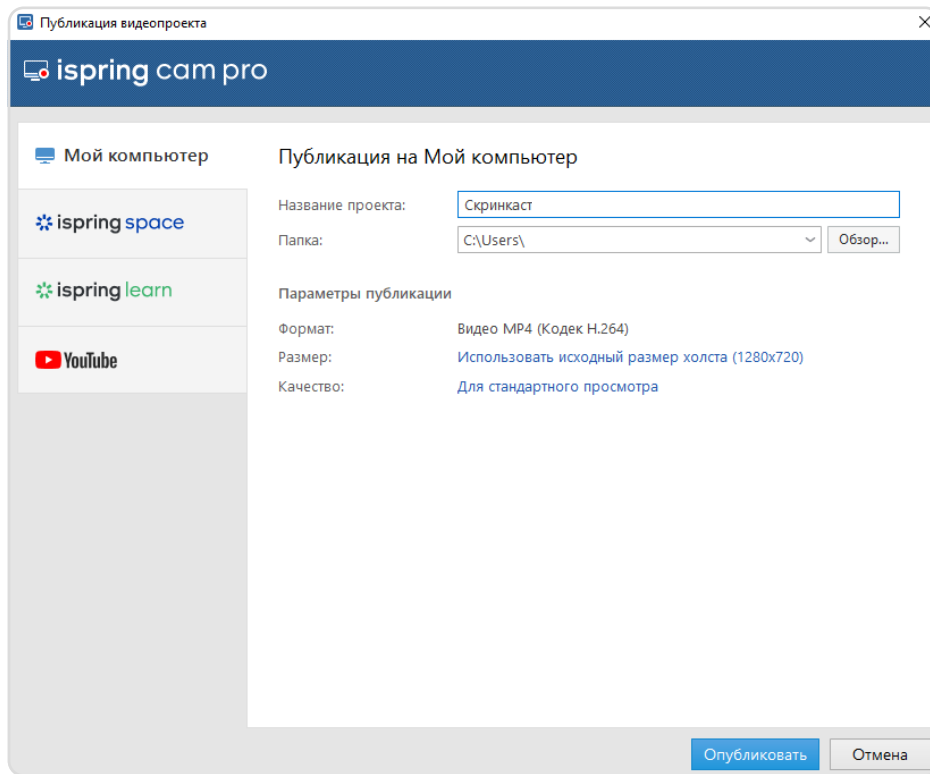 Публикация видеопроекта
ispring cam pro
Мой компьютер
ispring space
ispring learn
YouTube
Публикация на Мой компьютер
Название проекта: Скринкаст
Папка: C:\Users\ Обзор...
Параметры публикации
Формат: Видео MP4 (Кодек H.264)
Размер: Использовать исходный размер холста (1280x720)
Качество: Для стандартного просмотра
Опубликовать Отмена